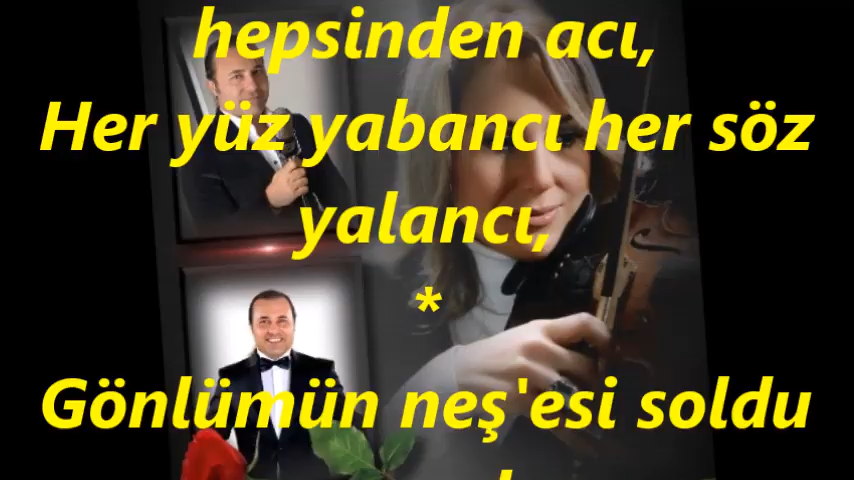 hepsinden acı,
Her yüz yabancı her söz
yalancı,
*
Gönlümün neş'esi soldu